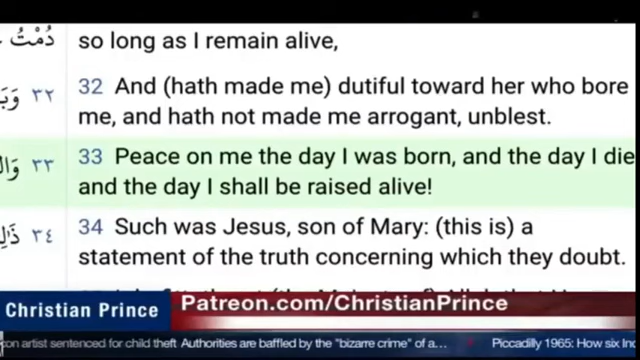 so long as I remain alive,
دُمْتُ
32 And (hath made me) dutiful toward her who bore
٣٢
me, and hath not made me arrogant, unblest.
33 Peace on me the day I was born, and the day I die
٣٣
and the day I shall be raised alive!
34 Such was Jesus, son of Mary: (this is) a
٣٤
statement of the truth concerning which they doubt.
Christian Prince
Patreon.com/ChristianPrince
on artist sentenced for child theft Authorities are baffled by the "bizarre crime" of a... Piccadilly 1965: How six